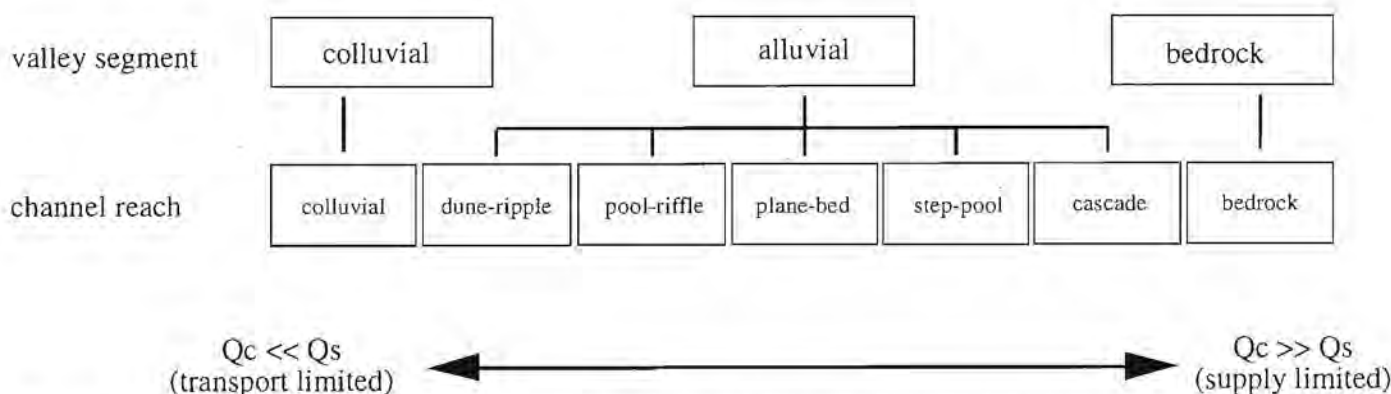 valley segment colluvial alluvial bedrock
channel reach colluvial dune-ripple pool-riffle plane-bed step-pool cascade bedrock
Qc << Qs Qc >> Qs
(transport limited) (supply limited)